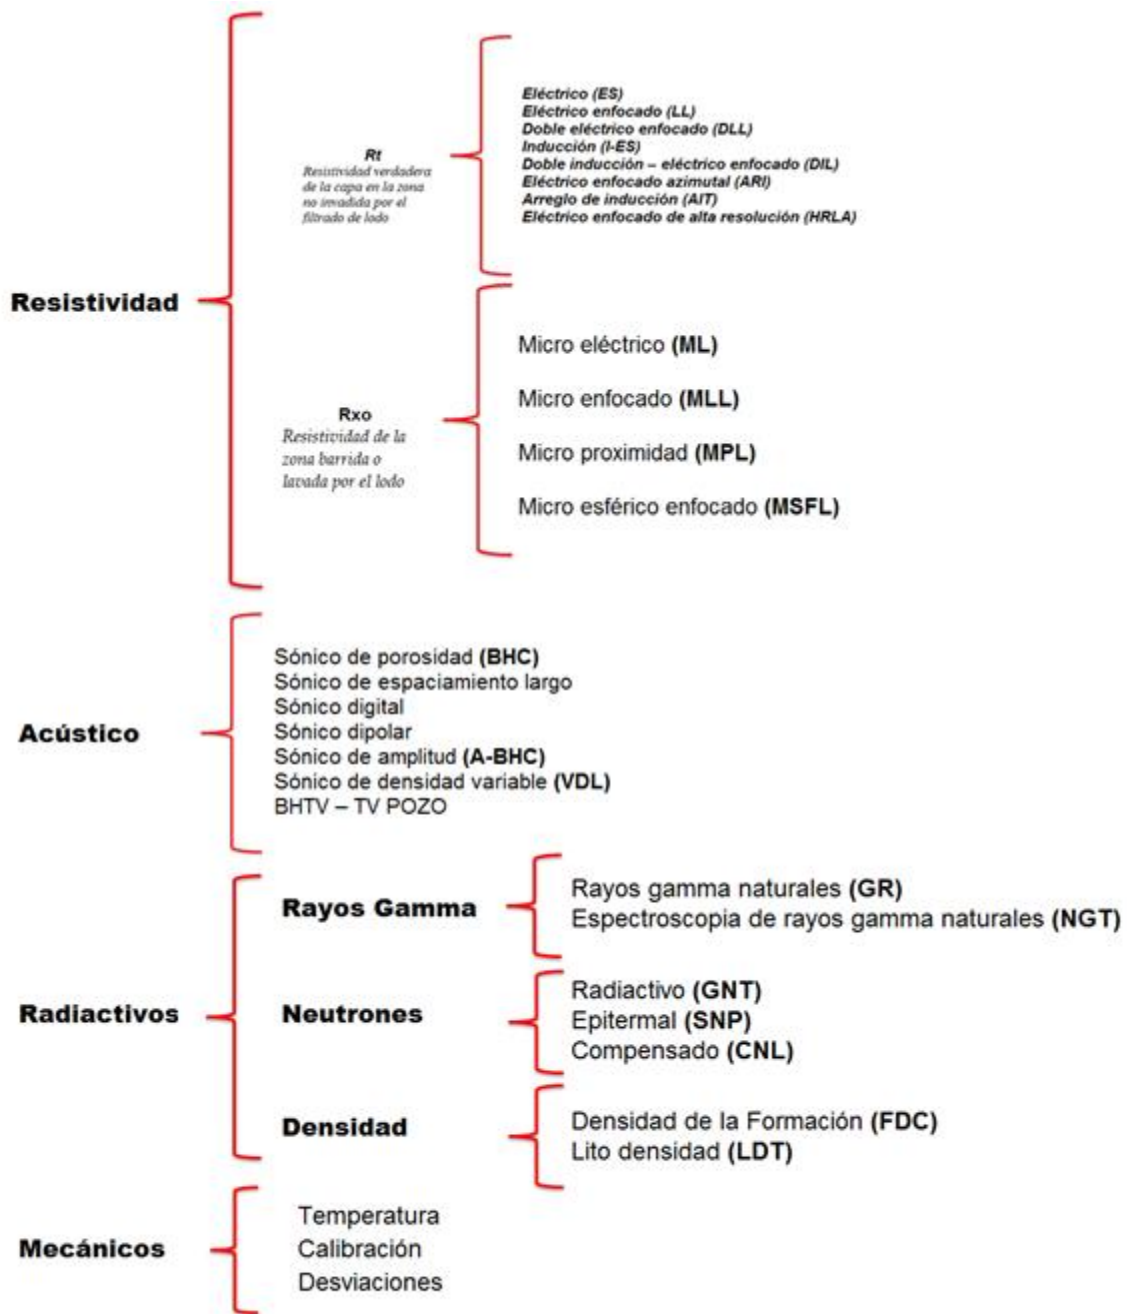 Resistividad
Rt
Resistividad verdadera
de la capa en la zona
no invadida por el
filtrado de lodo
Eléctrico (ES)
Eléctrico enfocado (LL)
Doble eléctrico enfocado (DLL)
Inducción (I-ES)
Doble inducción – eléctrico enfocado (DIL)
Eléctrico enfocado azimutal (ARI)
Arreglo de inducción (AIT)
Eléctrico enfocado de alta resolución (HRLA)
Rxo
Resistividad de la
zona barrida o
lavada por el lodo
Micro eléctrico (ML)
Micro enfocado (MLL)
Micro proximidad (MPL)
Micro esférico enfocado (MSFL)
Acústico
Sónico de porosidad (BHC)
Sónico de espaciamiento largo
Sónico digital
Sónico dipolar
Sónico de amplitud (A-BHC)
Sónico de densidad variable (VDL)
BHTV – TV POZO
Radiactivos
Rayos Gamma
Rayos gamma naturales (GR)
Espectroscopia de rayos gamma naturales (NGT)
Neutrones
Radiactivo (GNT)
Epitermal (SNP)
Compensado (CNL)
Densidad
Densidad de la Formación (FDC)
Lito densidad (LDT)
Mecánicos
Temperatura
Calibración
Desviaciones